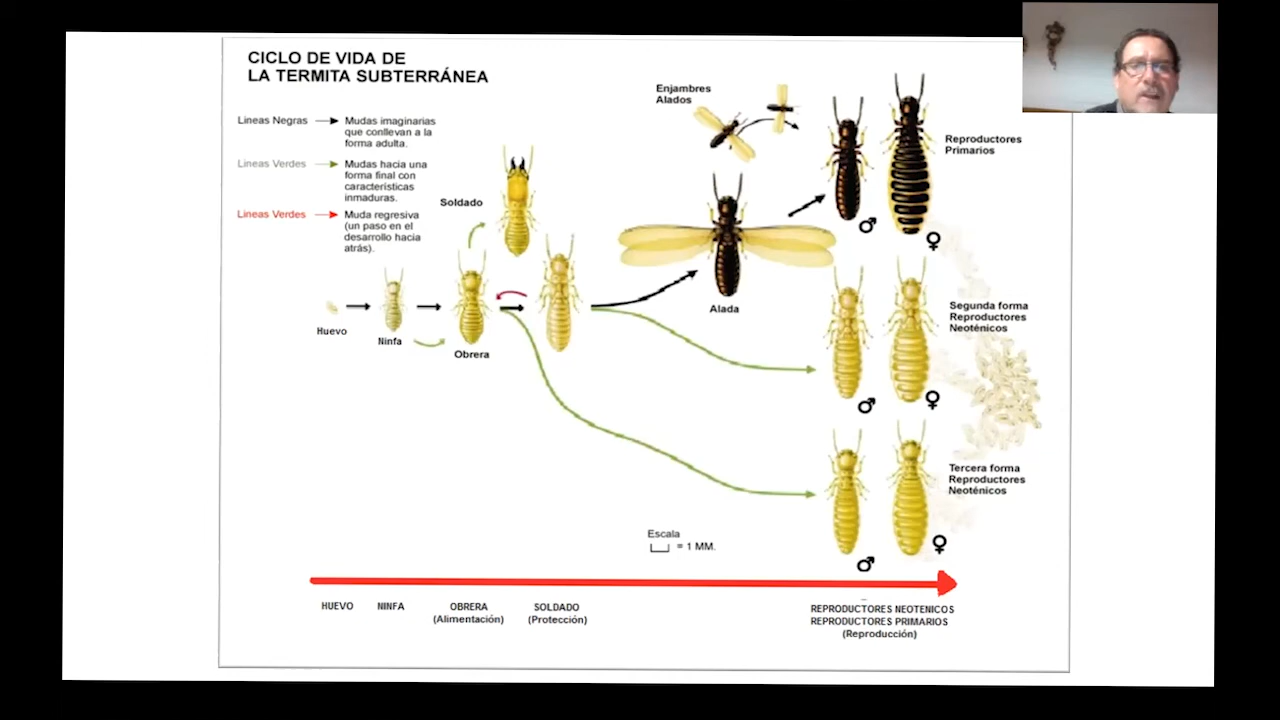 CICLO DE VIDA DE
LA TERMITA SUBTERRÁNEA
Lineas Negras
Mudas imaginarias
que conllevan a la
forma adulta.
Lineas Verdes
Mudas hacia una
forma final con
características
inmaduras.
Lineas Verdes
Muda regresiva
(un paso en el
desarrollo hacia
atrás).
Enjambres
Alados
Reproductores
Primarios
Soldado
Alada
Huevo
Ninfa
Obrera
Segunda forma
Reproductores
Neoténicos
Tercera forma
Reproductores
Neoténicos
Escala
= 1 MM.
HUEVO
NINFA
OBRERA
(Alimentación)
SOLDADO
(Protección)
REPRODUCTORES NEOTENICOS
REPRODUCTORES PRIMARIOS
(Reproducción)